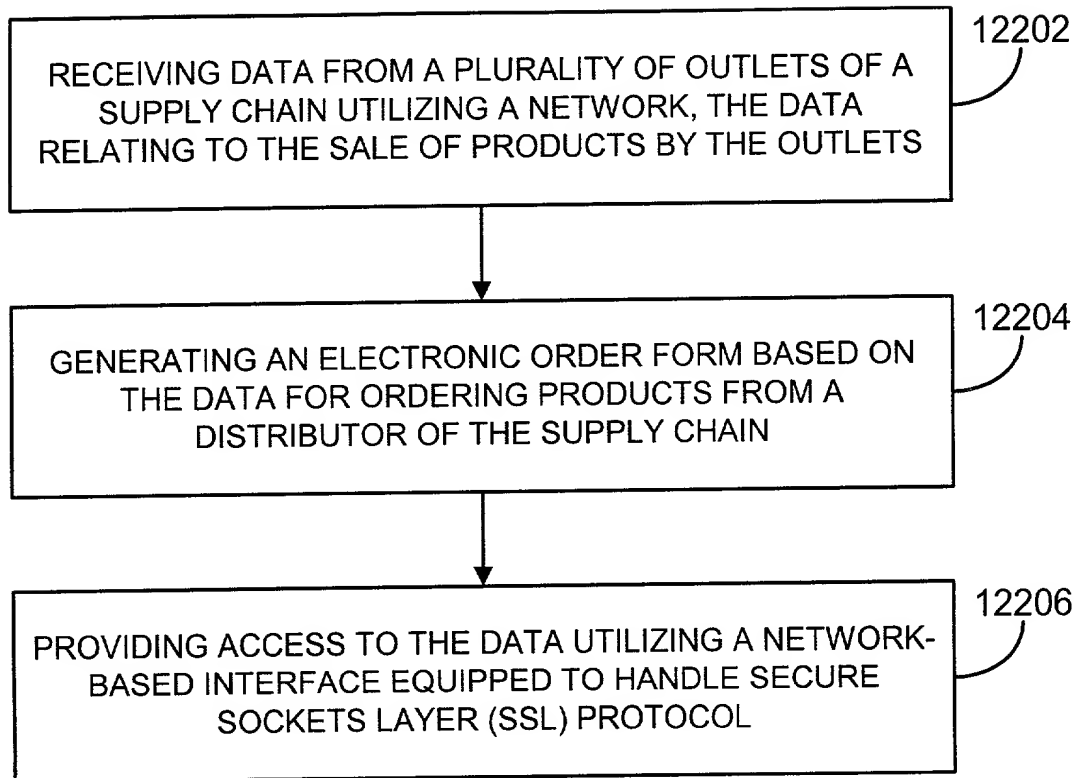 12202
RECEIVING DATA FROM A PLURALITY OF OUTLETS OF A
SUPPLY CHAIN UTILIZING A NETWORK, THE DATA
RELATING TO THE SALE OF PRODUCTS BY THE OUTLETS
12204
GENERATING AN ELECTRONIC ORDER FORM BASED ON
THE DATA FOR ORDERING PRODUCTS FROM A
DISTRIBUTOR OF THE SUPPLY CHAIN
12206
PROVIDING ACCESS TO THE DATA UTILIZING A NETWORK-
BASED INTERFACE EQUIPPED TO HANDLE SECURE
SOCKETS LAYER (SSL) PROTOCOL